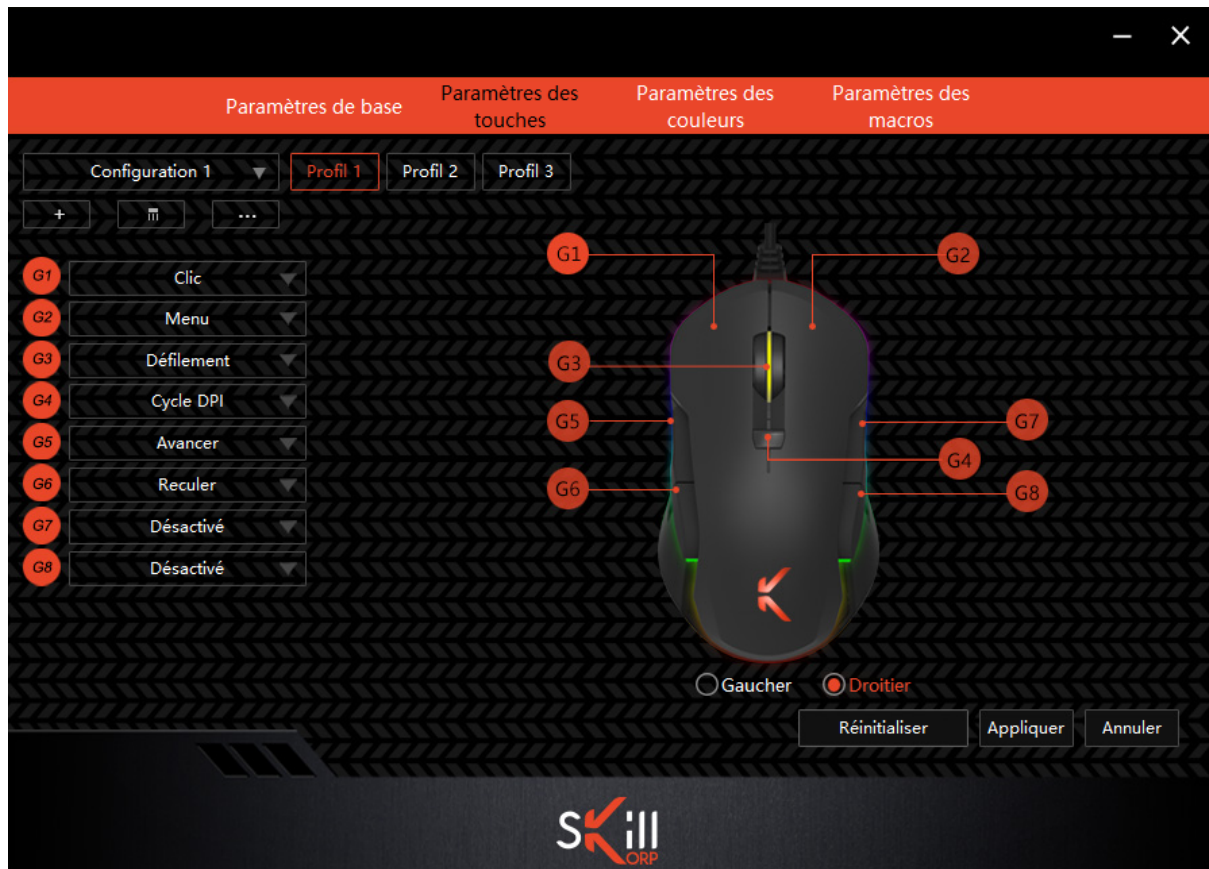 Paramètres de base
Paramètres des touches
Paramètres des couleurs
Paramètres des macros
Configuration 1
Profil 1
Profil 2
Profil 3
+
...
G1 Clic
G2 Menu
G3 Défilement
G4 Cycle DPI
G5 Avancer
G6 Reculer
G7 Désactivé
G8 Désactivé
G1
G2
G3
G5
G7
G4
G6
G8
Gaucher
Droitier
Réinitialiser
Appliquer
Annuler
SKill
KORP